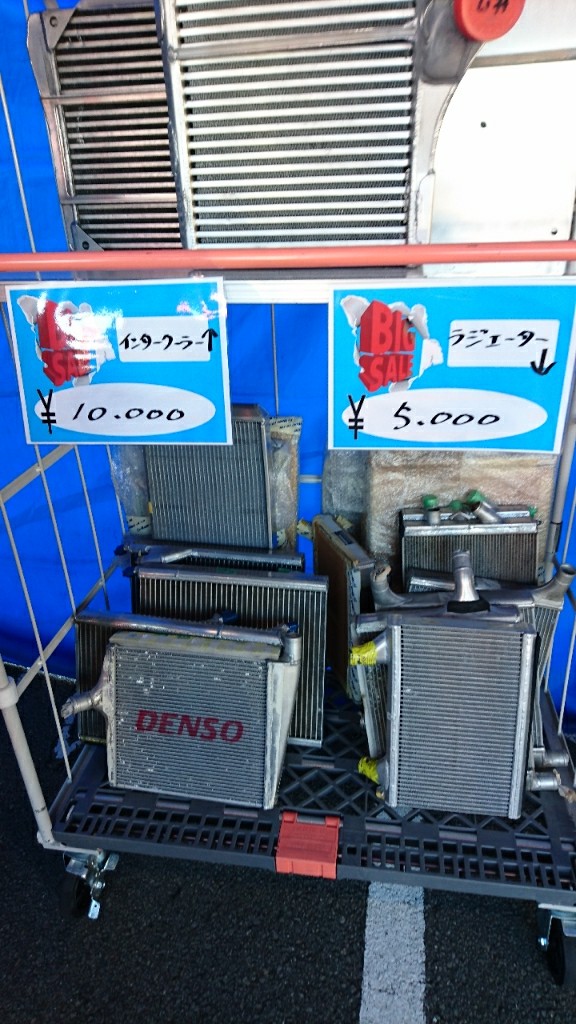 BIG
SALE
インタークーラー↑
¥ 10.000
BIG
SALE
ラジエーター
↓
¥ 5.000
DENSO